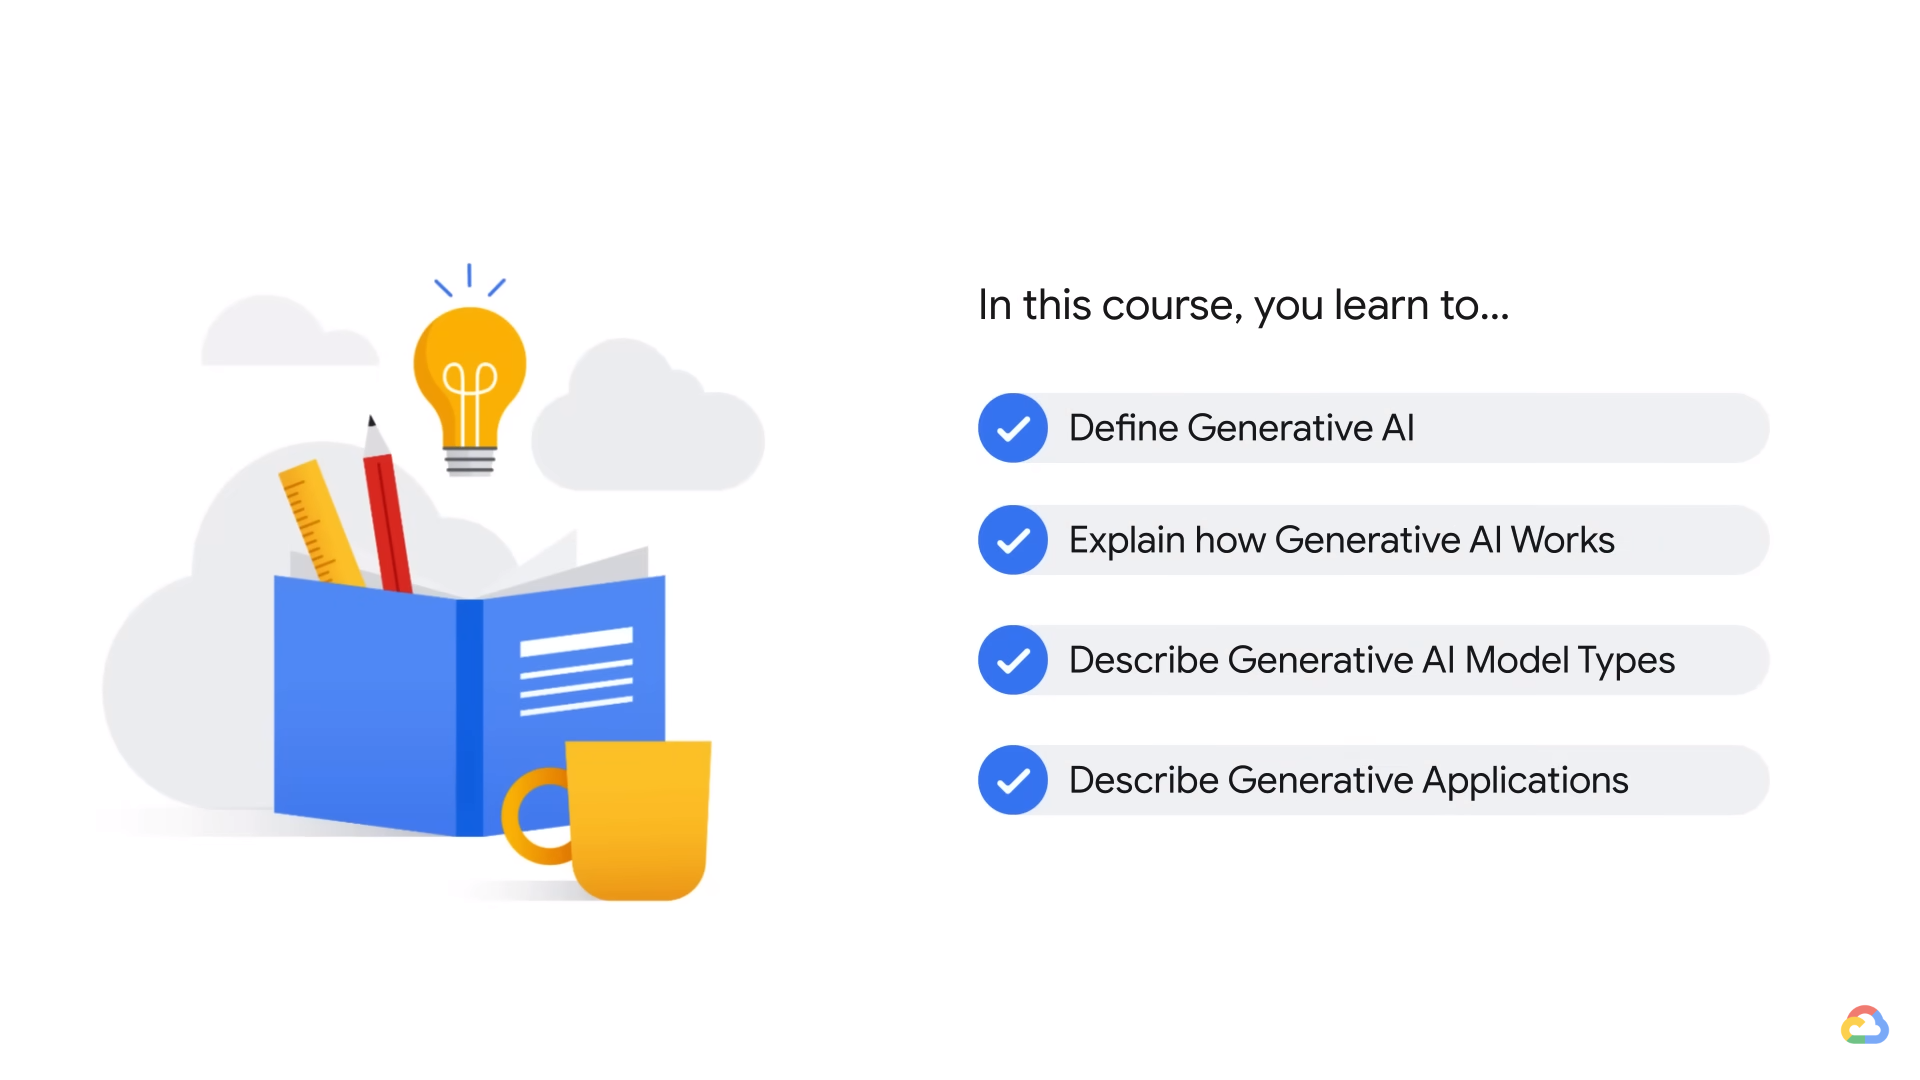 In this course, you learn to...
Define Generative AI
Explain how Generative AI Works
Describe Generative AI Model Types
Describe Generative Applications